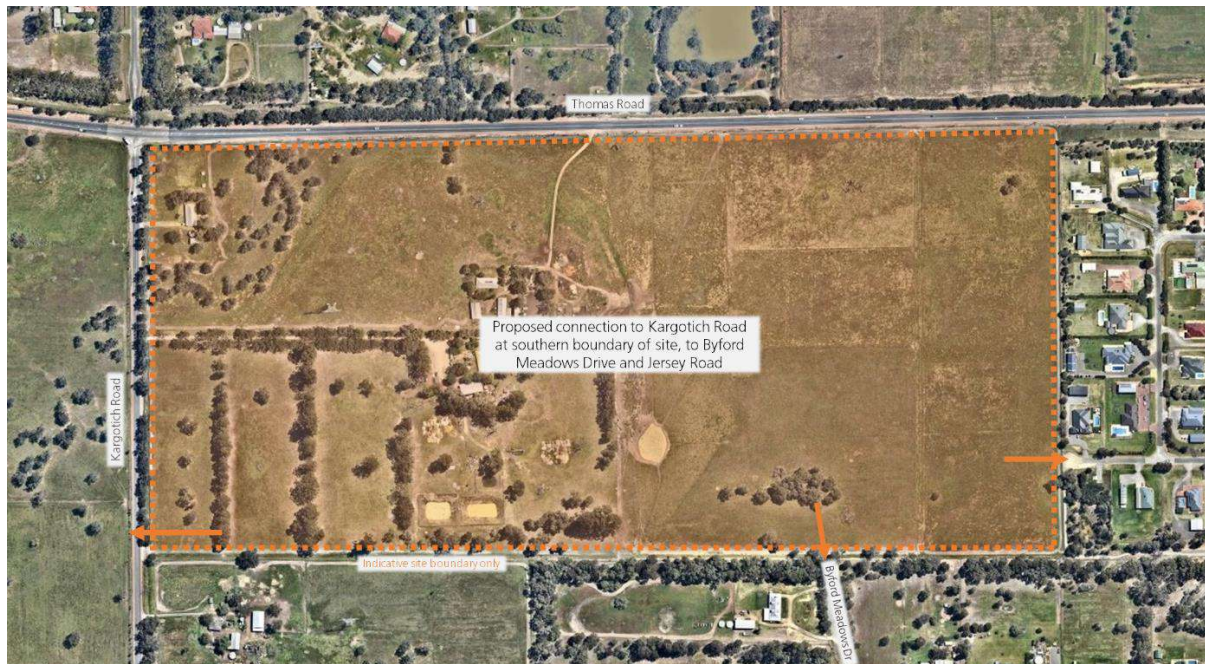 Thomas Road
Proposed connection to Kargotich Road
at southern boundary of site, to Byford
Meadows Drive and Jersey Road
Kargotich Road
Indicative site boundary only
Byford Meadows Dr